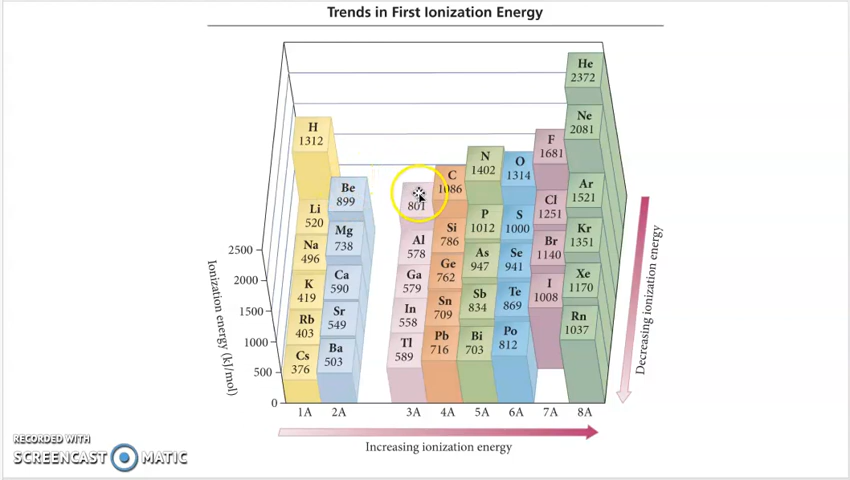 Trends in First Ionization Energy
He
2372
H
1312
Ne
2081
F
1681
N
1402
O
1314
C
1086
Be
899
801
Ar
1521
Cl
1251
Li
520
Mg
738
P
1012
S
1000
Si
786
Al
578
Kr
1351
Br
1140
Na
496
As
947
Se
941
Ge
762
Ga
579
Ca
590
Xe
1170
I
1008
K
419
Te
869
Sb
834
Sn
709
In
558
Sr
549
Rn
1037
Rb
403
Po
812
Bi
703
Pb
716
Tl
589
Ba
503
Cs
376
2500
2000
1500
1000
500
0
Ionization energy (kJ/mol)
Decreasing ionization energy
1A 2A 3A 4A 5A 6A 7A 8A
Increasing ionization energy
RECORDED WITH
SCREENCAST MATIC